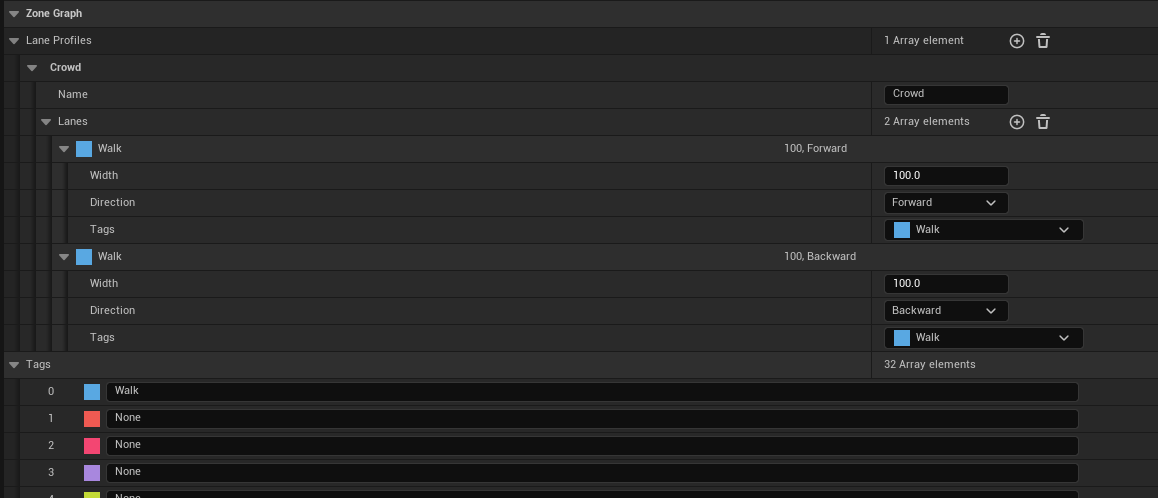 Zone Graph
Lane Profiles 1 Array element
Crowd
Name Crowd
Lanes 2 Array elements
Walk 100, Forward
Width 100.0
Direction Forward
Tags Walk
Walk 100, Backward
Width 100.0
Direction Backward
Tags Walk
Tags 32 Array elements
0 Walk
1 None
2 None
3 None
4 None